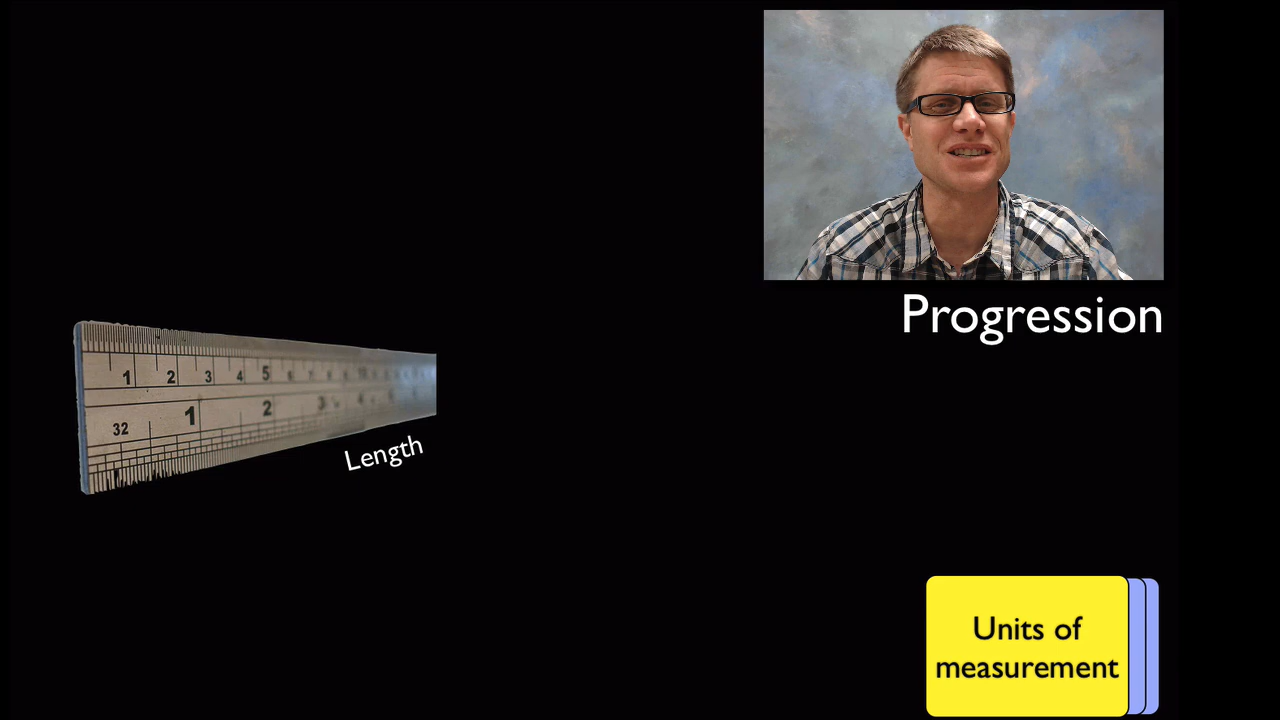 Progression
1 2 3 4 5
1 2 3
32
Length
Units of
measurement